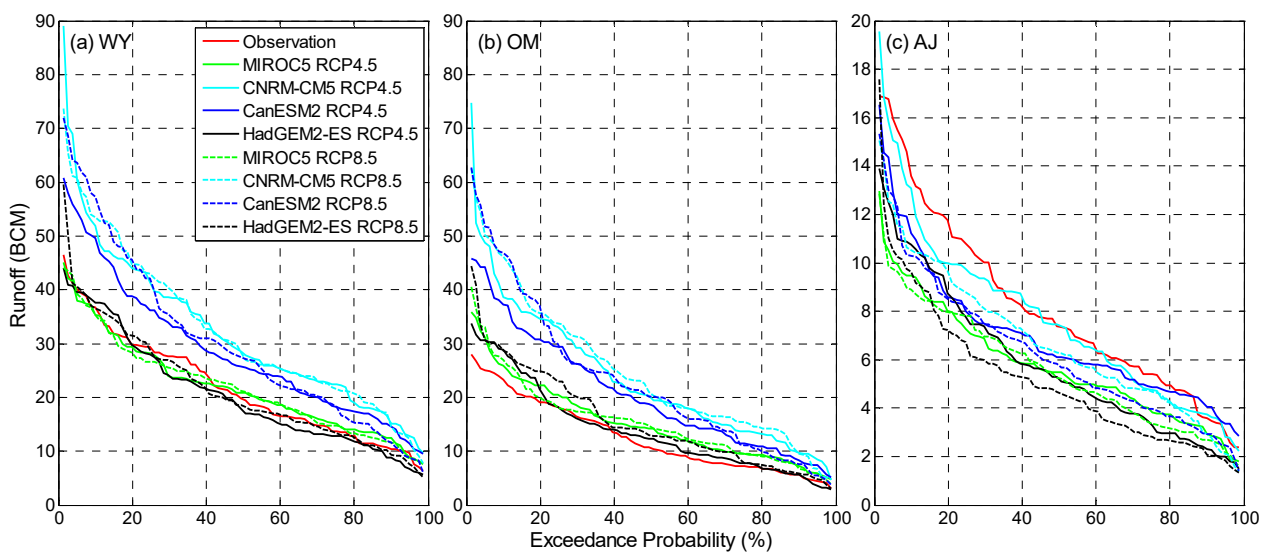 (a) WY
Observation
MIROC5 RCP4.5
CNRM-CM5 RCP4.5
CanESM2 RCP4.5
HadGEM2-ES RCP4.5
MIROC5 RCP8.5
CNRM-CM5 RCP8.5
CanESM2 RCP8.5
HadGEM2-ES RCP8.5
Runoff (BCM)
90
80
70
60
50
40
30
20
10
0
0 20 40 60 80 100
(b) OM
90
80
70
60
50
40
30
20
10
0
0 20 40 60 80 100
(c) AJ
20
18
16
14
12
10
8
6
4
2
0
0 20 40 60 80 100
Exceedance Probability (%)